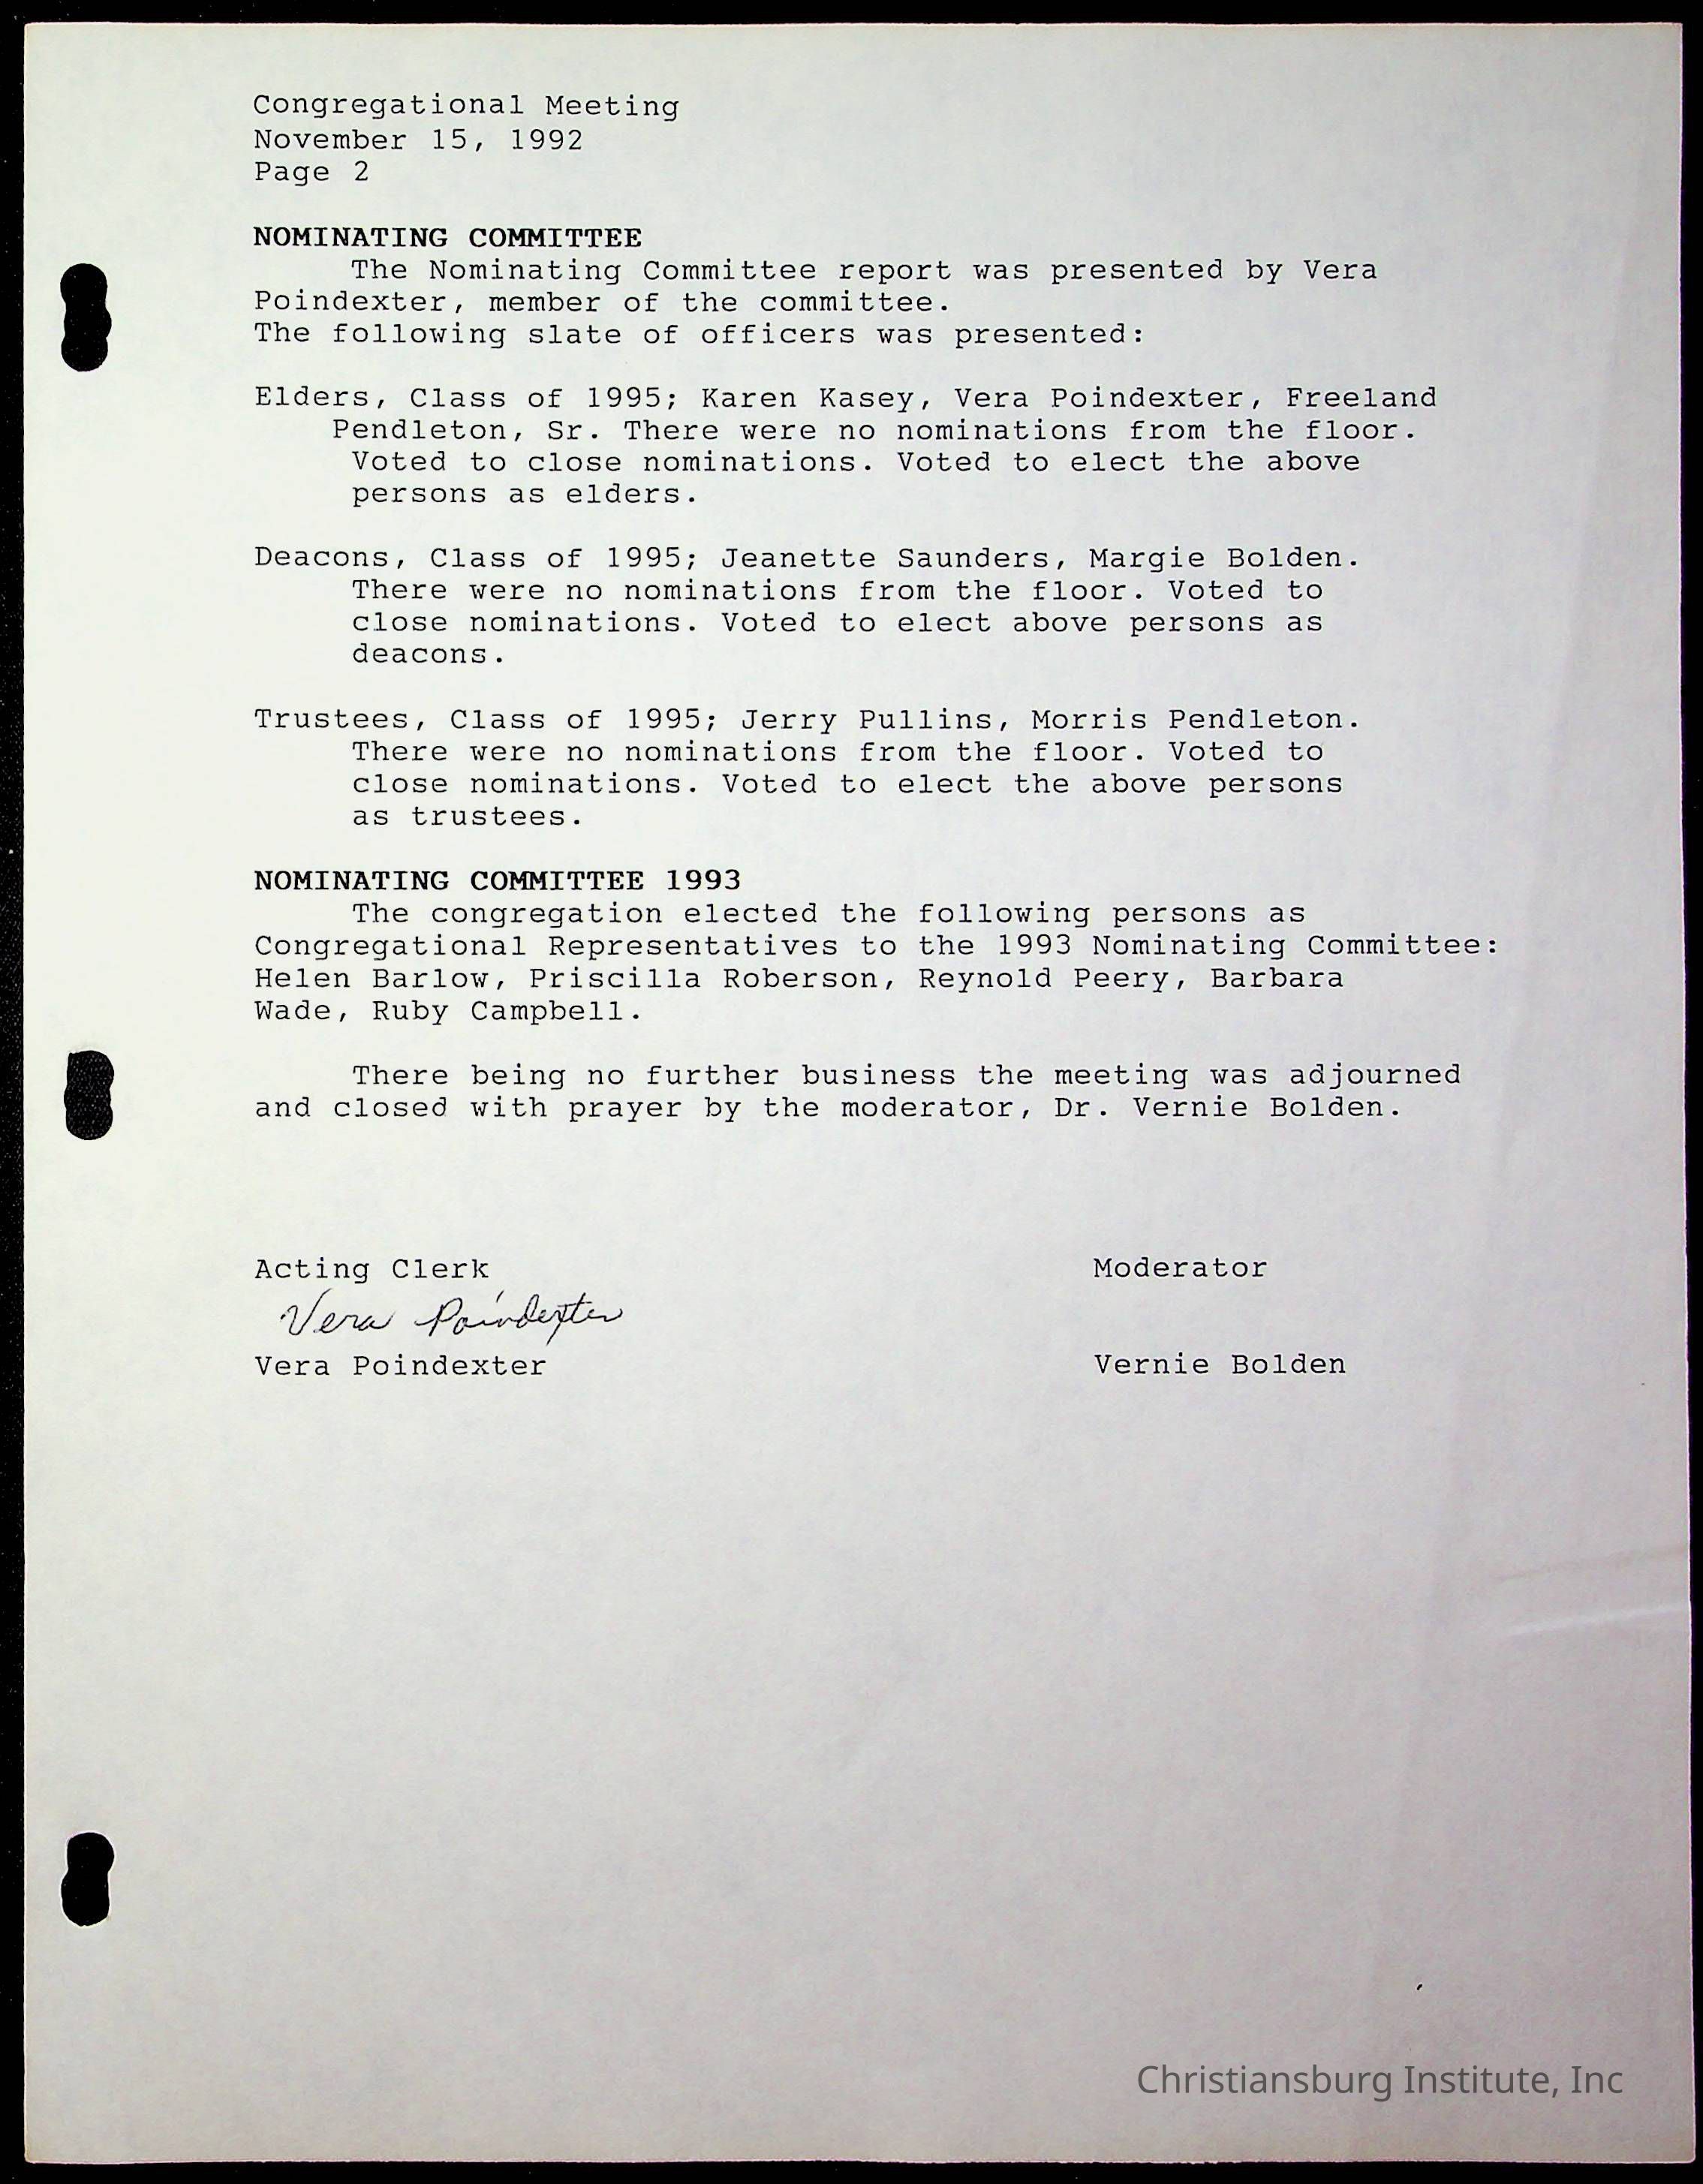 Congregational Meeting
November 15, 1992
Page 2
NOMINATING COMMITTEE
The Nominating Committee report was presented by Vera
Poindexter, member of the committee.
The following slate of officers was presented:
Elders, Class of 1995; Karen Kasey, Vera Poindexter, Freeland
Pendleton, Sr. There were no nominations from the floor.
Voted to close nominations. Voted to elect the above
persons as elders.
Deacons, Class of 1995; Jeanette Saunders, Margie Bolden.
There were no nominations from the floor. Voted to
close nominations. Voted to elect above persons as
deacons.
Trustees, Class of 1995; Jerry Pullins, Morris Pendleton.
There were no nominations from the floor. Voted to
close nominations. Voted to elect the above persons
as trustees.
NOMINATING COMMITTEE 1993
The congregation elected the following persons as
Congregational Representatives to the 1993 Nominating Committee:
Helen Barlow, Priscilla Roberson, Reynold Peery, Barbara
Wade, Ruby Campbell.
There being no further business the meeting was adjourned
and closed with prayer by the moderator, Dr. Vernie Bolden.
Acting Clerk Moderator
Vera Poindexter
Vera Poindexter Vernie Bolden
Christiansburg Institute, Inc